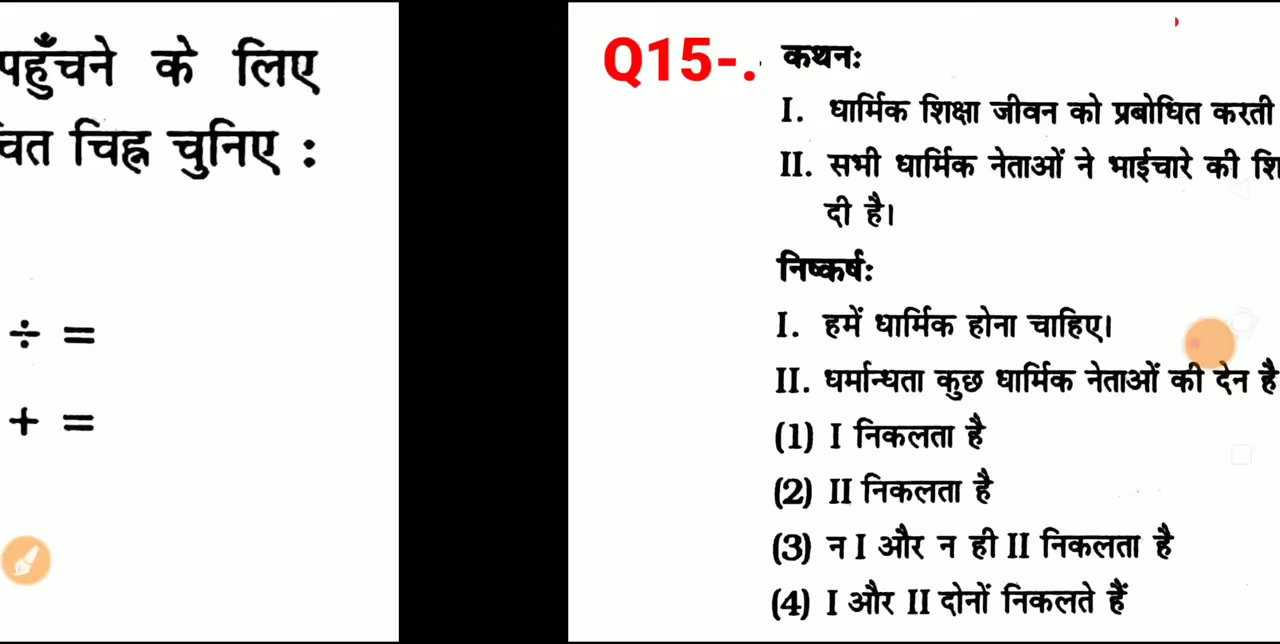 पहुँचने के लिए
चित चिह्न चुनिए :
÷ =
+ =
Q15-.
कथनः
I. धार्मिक शिक्षा जीवन को प्रबोधित करती
II. सभी धार्मिक नेताओं ने भाईचारे की
दी है।
निष्कर्षः
I. हमें धार्मिक होना चाहिए।
II. धर्मान्धता कुछ धार्मिक नेताओं की देन है
(1) I निकलता है
(2) II निकलता है
(3) न I और न ही II निकलता है
(4) I और II दोनों निकलते हैं